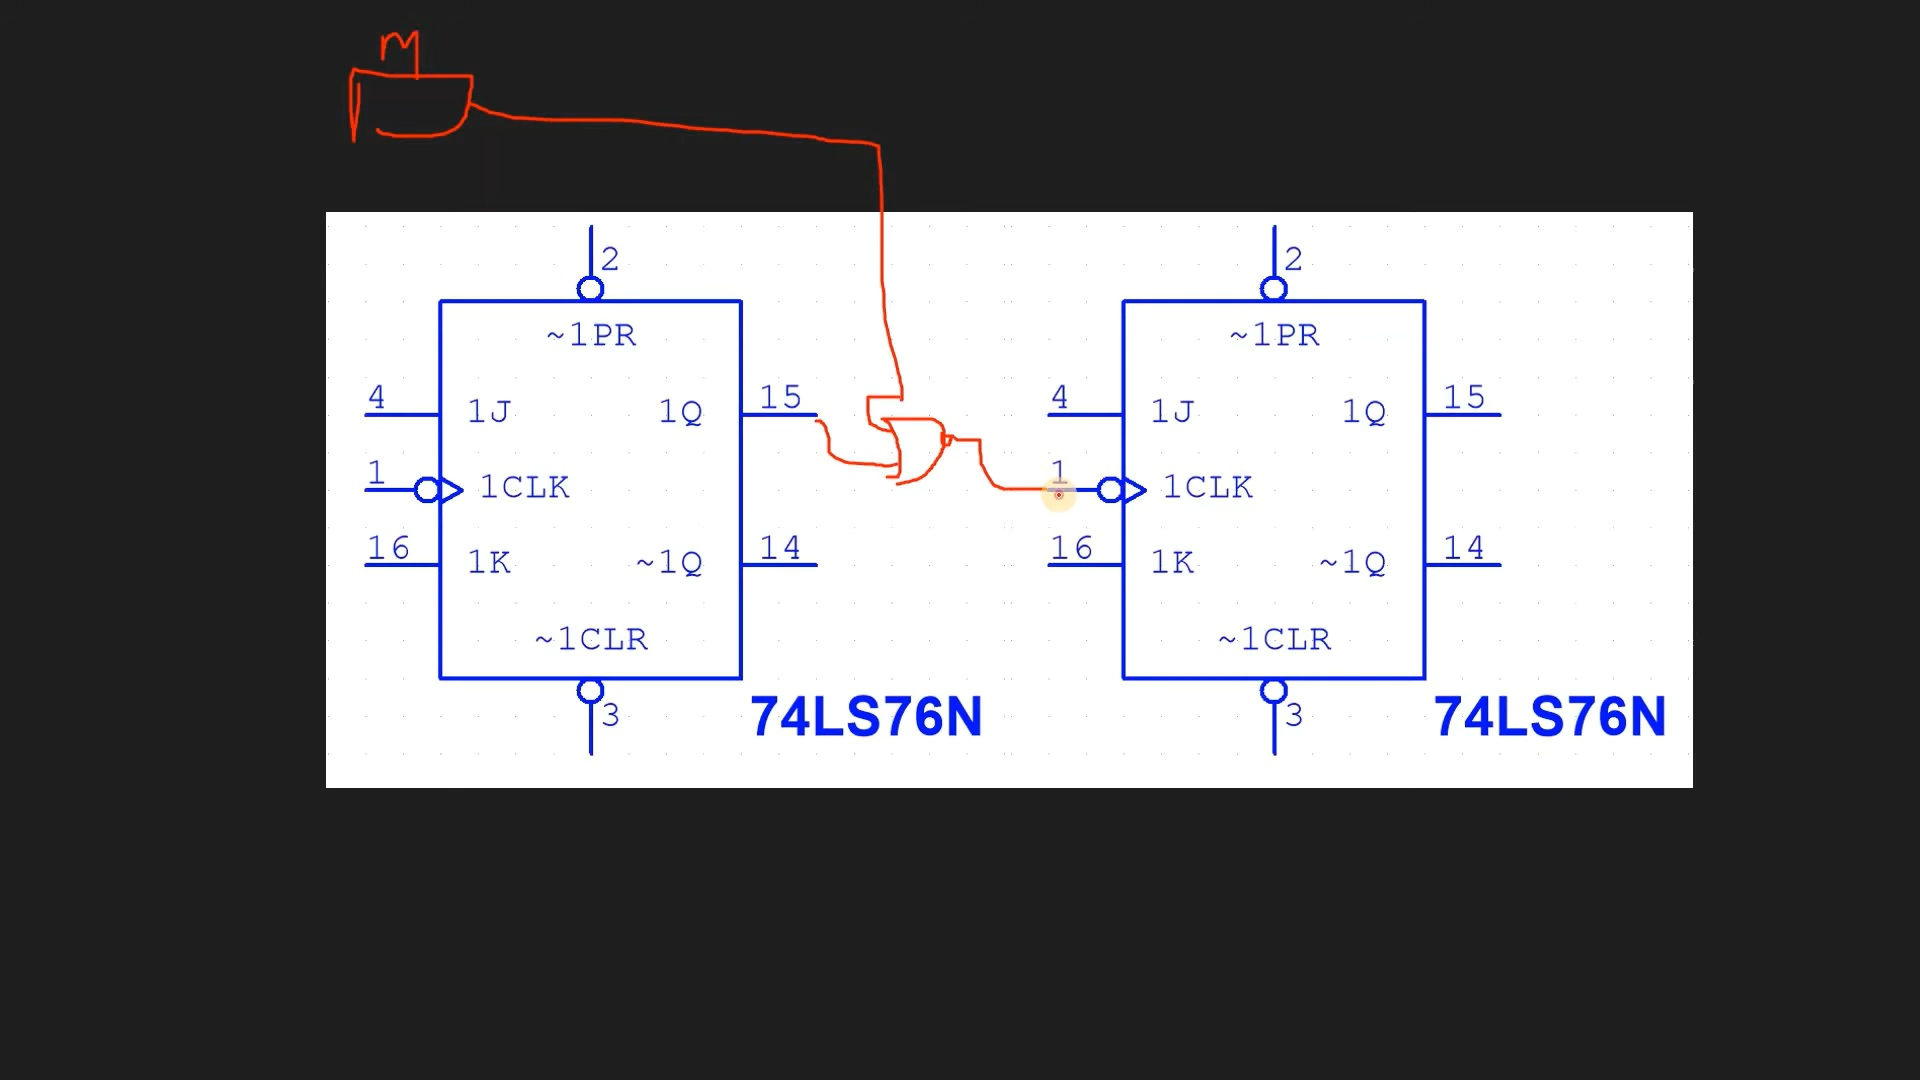 M
2 2
~1PR ~1PR
4 1J 1Q 15 4 1J 1Q 15
1 1CLK 1 1CLK
16 1K ~1Q 14 16 1K ~1Q 14
~1CLR ~1CLR
3 74LS76N 3 74LS76N